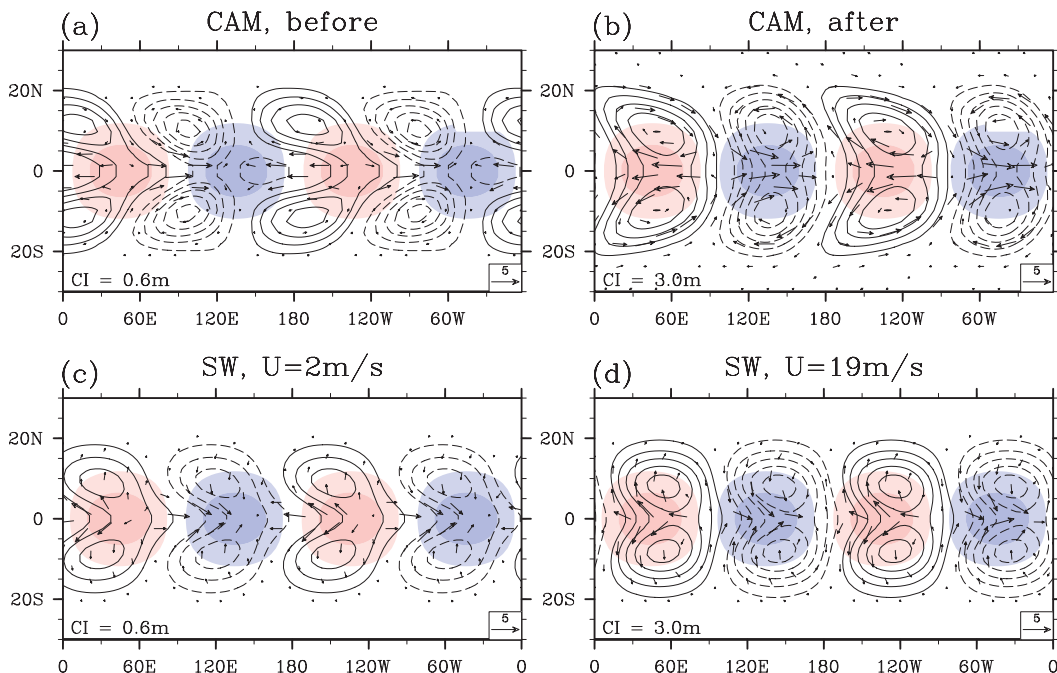 (a) CAM, before
(b) CAM, after
20N
0
20S
CI = 0.6m
5
CI = 3.0m
5
0 60E 120E 180 120W 60W 0
0 60E 120E 180 120W 60W 0
(c) SW, U=2m/s
(d) SW, U=19m/s
20N
0
20S
20N
0
20S
CI = 0.6m
5
CI = 3.0m
5
0 60E 120E 180 120W 60W 0
0 60E 120E 180 120W 60W 0